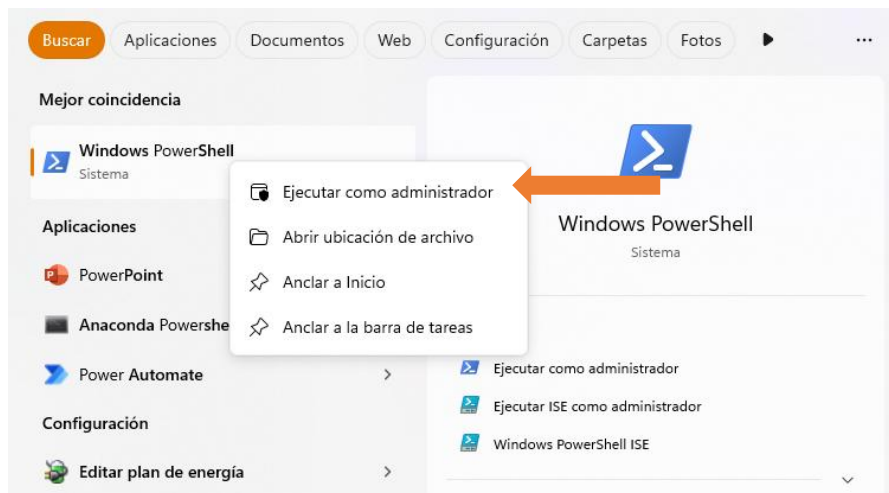 Buscar Aplicaciones Documentos Web Configuración Carpetas Fotos
Mejor coincidencia
Windows PowerShell
Sistema
Aplicaciones
PowerPoint
Anaconda Powershe
Power Automate
Configuración
Editar plan de energía
Ejecutar como administrador
Abrir ubicación de archivo
Anclar a Inicio
Anclar a la barra de tareas
Windows PowerShell
Sistema
Ejecutar como administrador
Ejecutar ISE como administrador
Windows PowerShell ISE